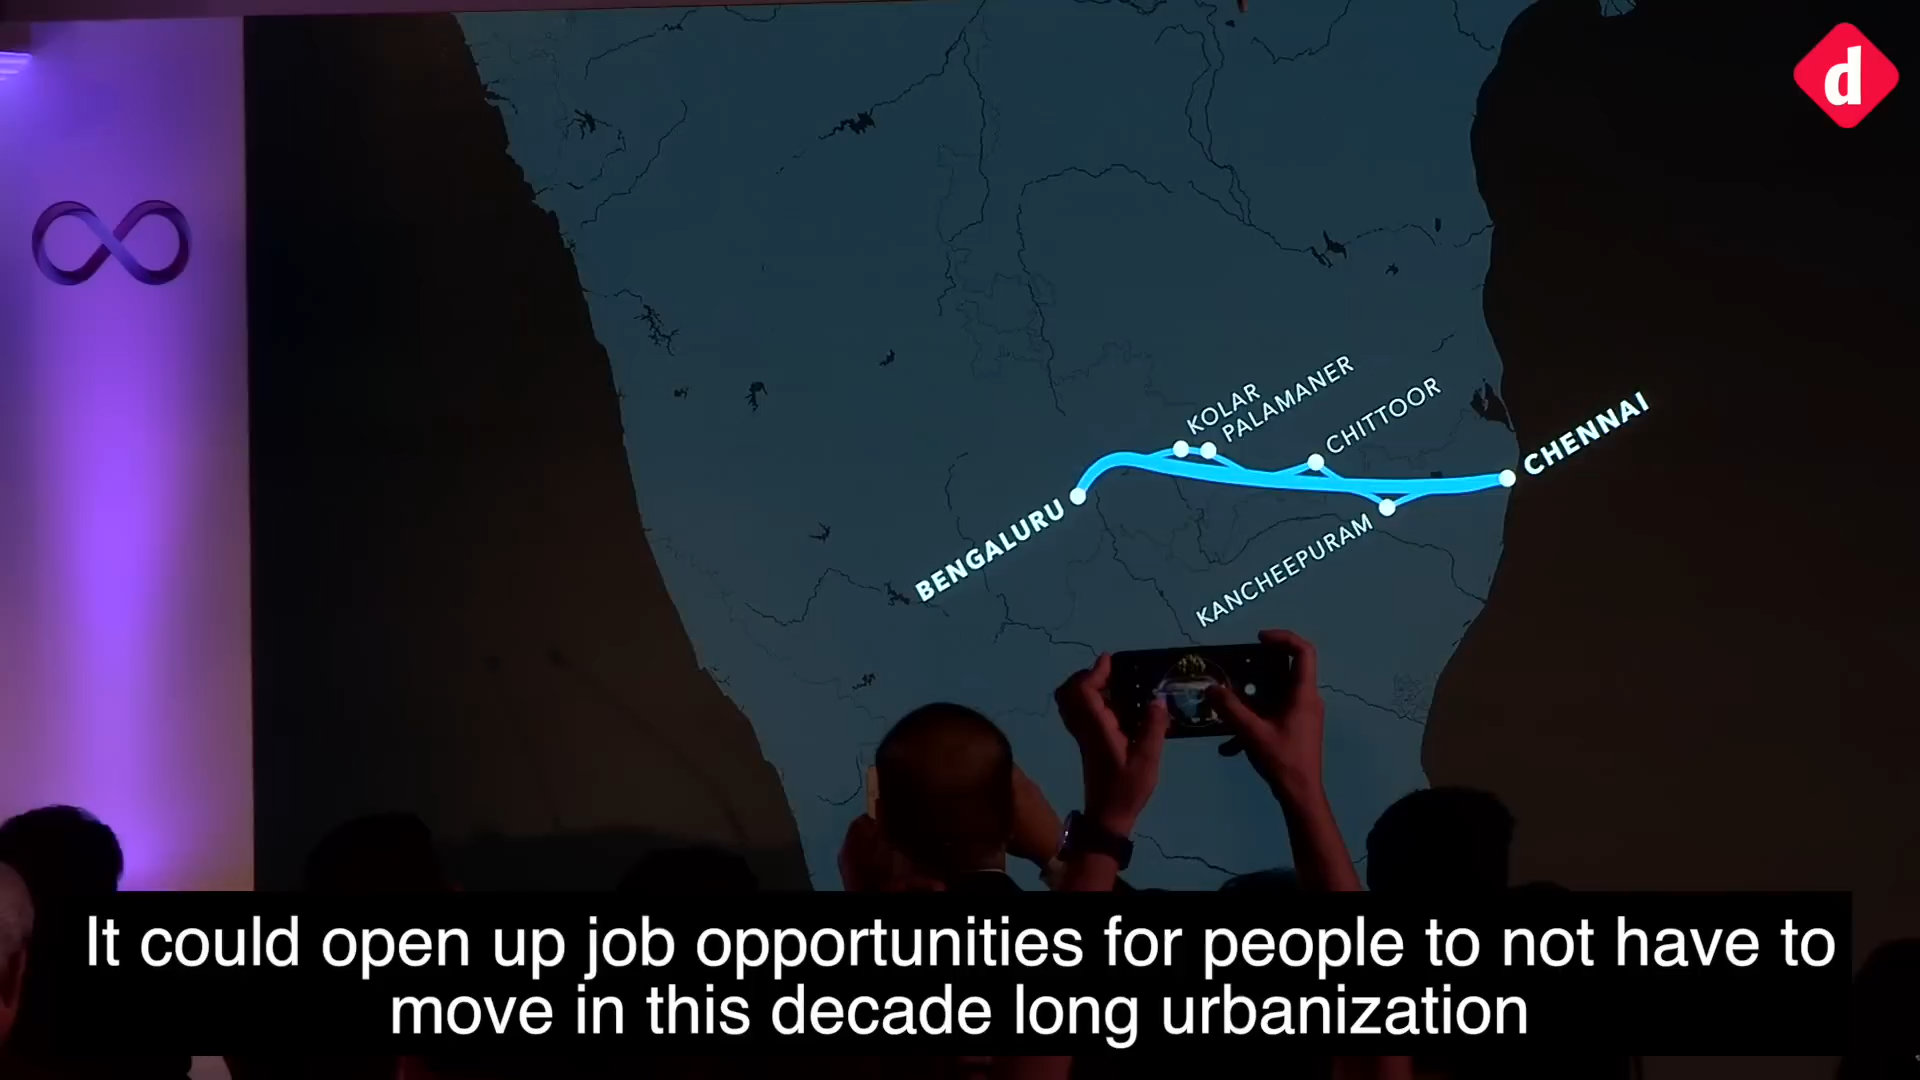 d
KOLAR
PALAMANER
CHITTOOR
CHENNAI
BENGALURU
KANCHEEPURAM
It could open up job opportunities for people to not have to
move in this decade long urbanization